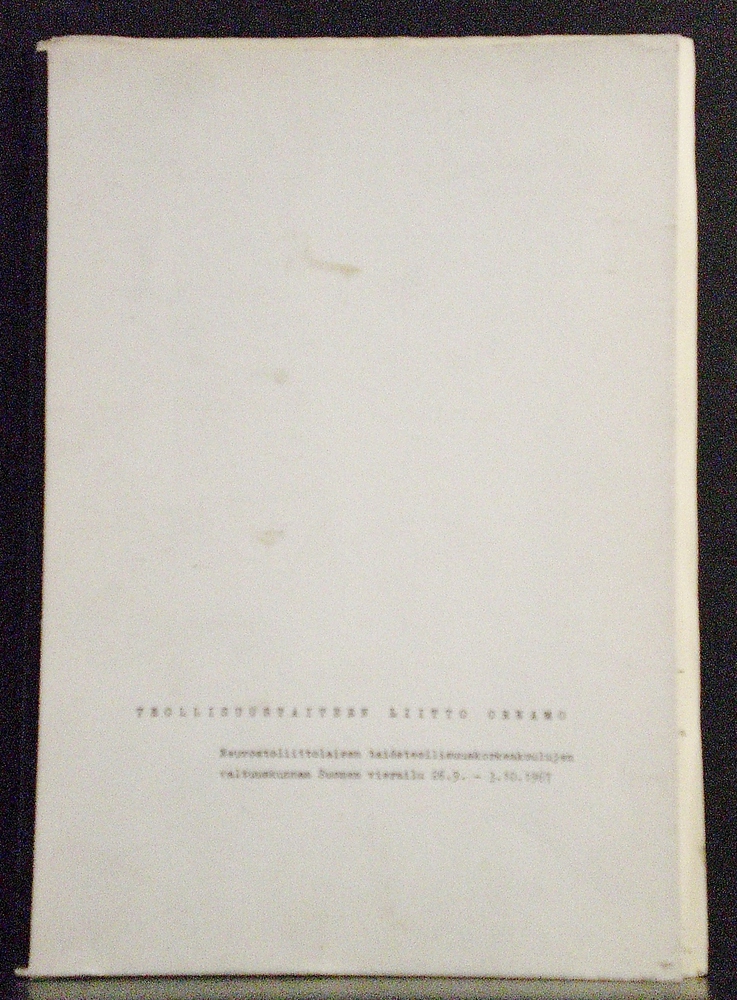 TEOLLISUUSTAITEEN LIITTO ORNAMO
Neuvostoliittolaisen taideteollisuuskorkeakoulujen
valtuuskunnan Suomen vierailu 26.9. - 3.10.1967